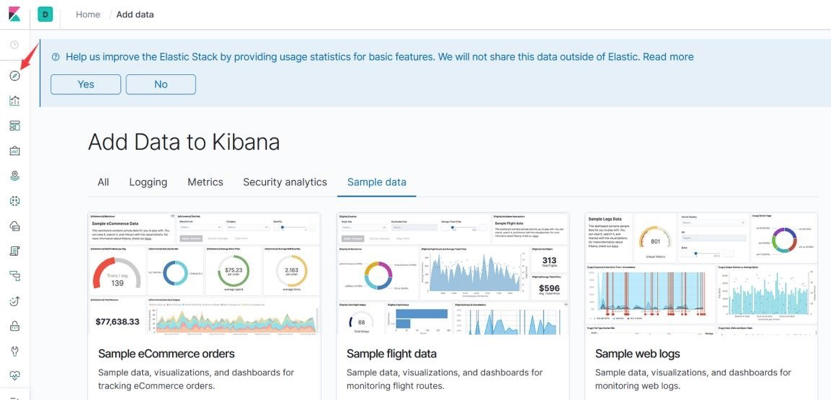 D Home / Add data
Help us improve the Elastic Stack by providing usage statistics for basic features. We will not share this data outside of Elastic. Read more
Yes No
Add Data to Kibana
All Logging Metrics Security analytics Sample data
Sample eCommerce Data
Sample Flight data
Sample Logs Data
139
$75.23
2,163
313
$596
801
68
$77,638.33
Sample eCommerce orders
Sample data, visualizations, and dashboards for
tracking eCommerce orders.
Sample flight data
Sample data, visualizations, and dashboards for
monitoring flight routes.
Sample web logs
Sample data, visualizations, and dashboards for
monitoring web logs.